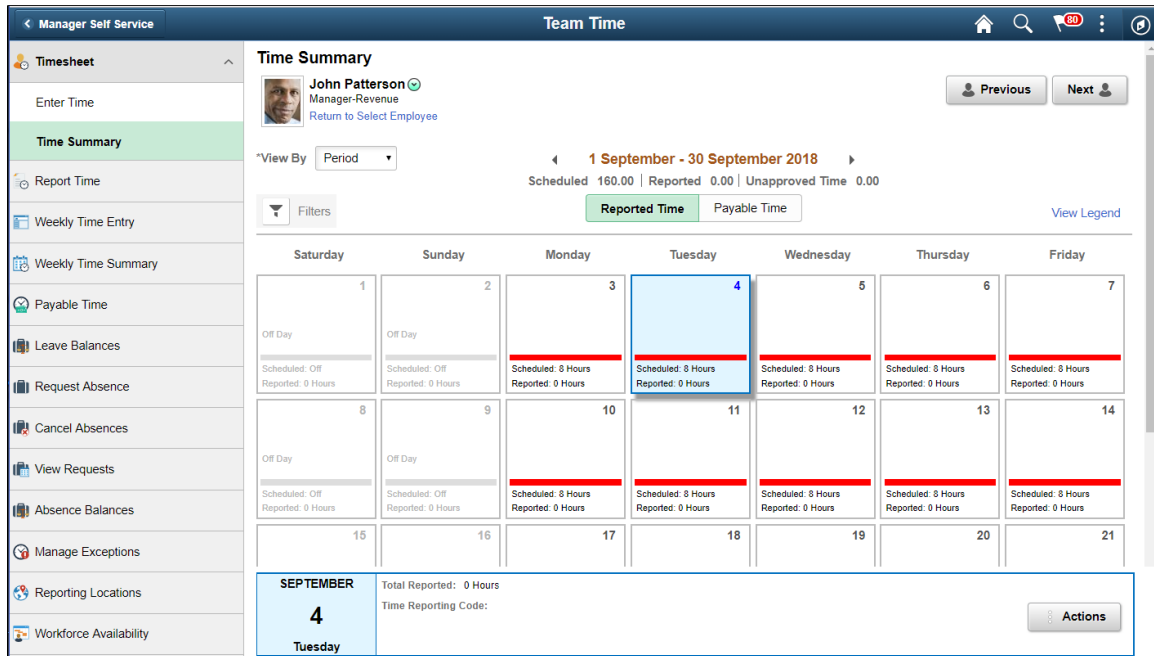 Manager Self Service
Team Time
80
Timesheet
Enter Time
Time Summary
Report Time
Weekly Time Entry
Weekly Time Summary
Payable Time
Leave Balances
Request Absence
Cancel Absences
View Requests
Absence Balances
Manage Exceptions
Reporting Locations
Workforce Availability
Time Summary
John Patterson
Manager-Revenue
Return to Select Employee
Previous Next
*View By Period
1 September - 30 September 2018
Scheduled 160.00 | Reported 0.00 | Unapproved Time 0.00
Filters
Reported Time Payable Time
View Legend
Saturday Sunday Monday Tuesday Wednesday Thursday Friday
1 2 3 4 5 6 7
Off Day Off Day
Scheduled: Off Scheduled: Off Scheduled: 8 Hours Scheduled: 8 Hours Scheduled: 8 Hours Scheduled: 8 Hours Scheduled: 8 Hours
Reported: 0 Hours Reported: 0 Hours Reported: 0 Hours Reported: 0 Hours Reported: 0 Hours Reported: 0 Hours Reported: 0 Hours
8 9 10 11 12 13 14
Off Day Off Day
Scheduled: Off Scheduled: Off Scheduled: 8 Hours Scheduled: 8 Hours Scheduled: 8 Hours Scheduled: 8 Hours Scheduled: 8 Hours
Reported: 0 Hours Reported: 0 Hours Reported: 0 Hours Reported: 0 Hours Reported: 0 Hours Reported: 0 Hours Reported: 0 Hours
15 16 17 18 19 20 21
SEPTEMBER
4
Tuesday
Total Reported: 0 Hours
Time Reporting Code:
Actions